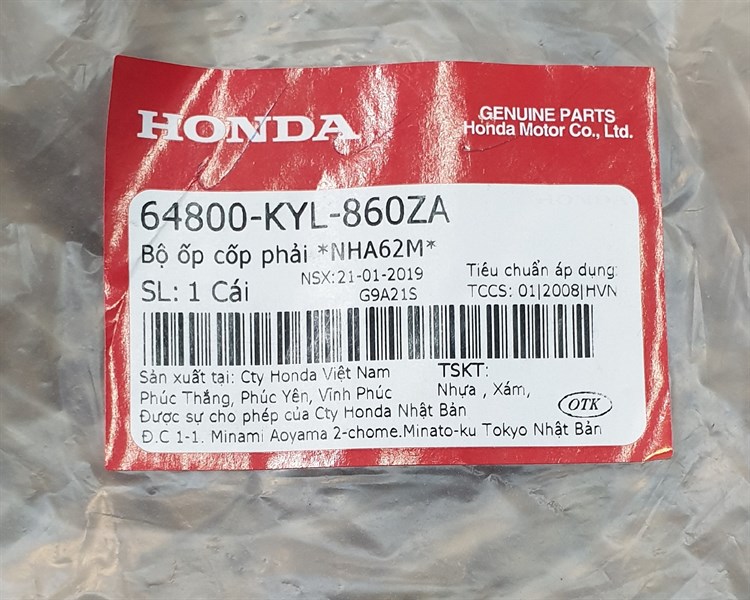 HONDA
GENUINE PARTS
Honda Motor Co., Ltd.
64800-KYL-860ZA
Bộ ốp cốp phải *NHA62M*
NSX:21-01-2019
SL: 1 Cái
G9A21S
Tiêu chuẩn áp dụng:
TCCS: 01|2008|HVN
Sản xuất tại: Cty Honda Việt Nam
Phúc Thắng, Phúc Yên, Vĩnh Phúc
Được sự cho phép của Cty Honda Nhật Bản
Đ.C 1-1. Minami Aoyama 2-chome.Minato-ku Tokyo Nhật Bản
TSKT:
Nhựa , Xám,
OTK